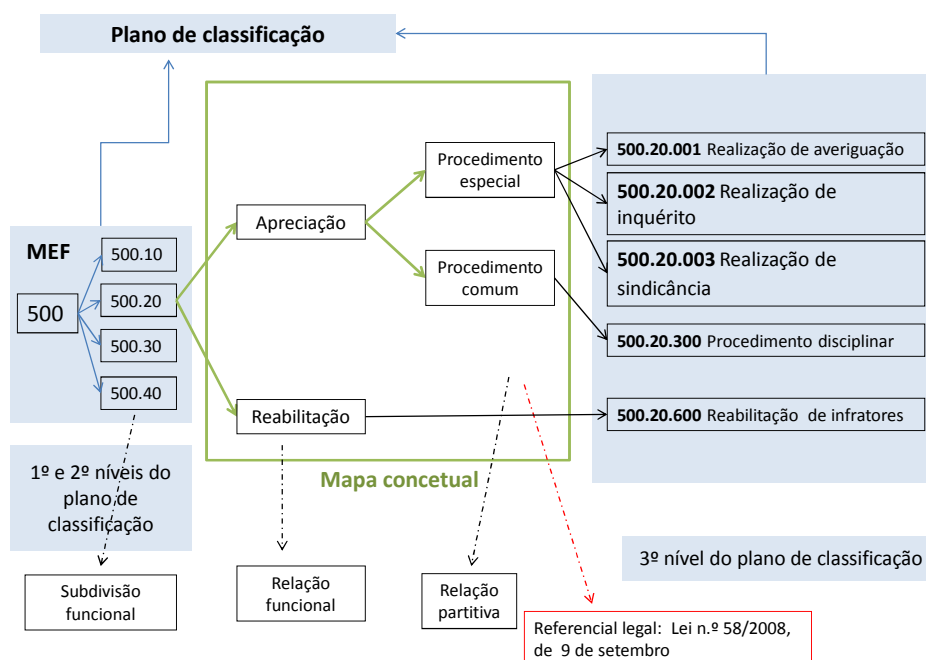 Plano de classificação
MEF
500
500.10
500.20
500.30
500.40
1º e 2º níveis do
plano de
classificação
Subdivisão
funcional
Apreciação
Reabilitação
Procedimento
especial
Procedimento
comum
Mapa concetual
Relação
funcional
Relação
partitiva
500.20.001 Realização de averiguação
500.20.002 Realização de
inquérito
500.20.003 Realização de
sindicância
500.20.300 Procedimento disciplinar
500.20.600 Reabilitação de infratores
3º nível do plano de classificação
Referencial legal: Lei n.º 58/2008,
de 9 de setembro